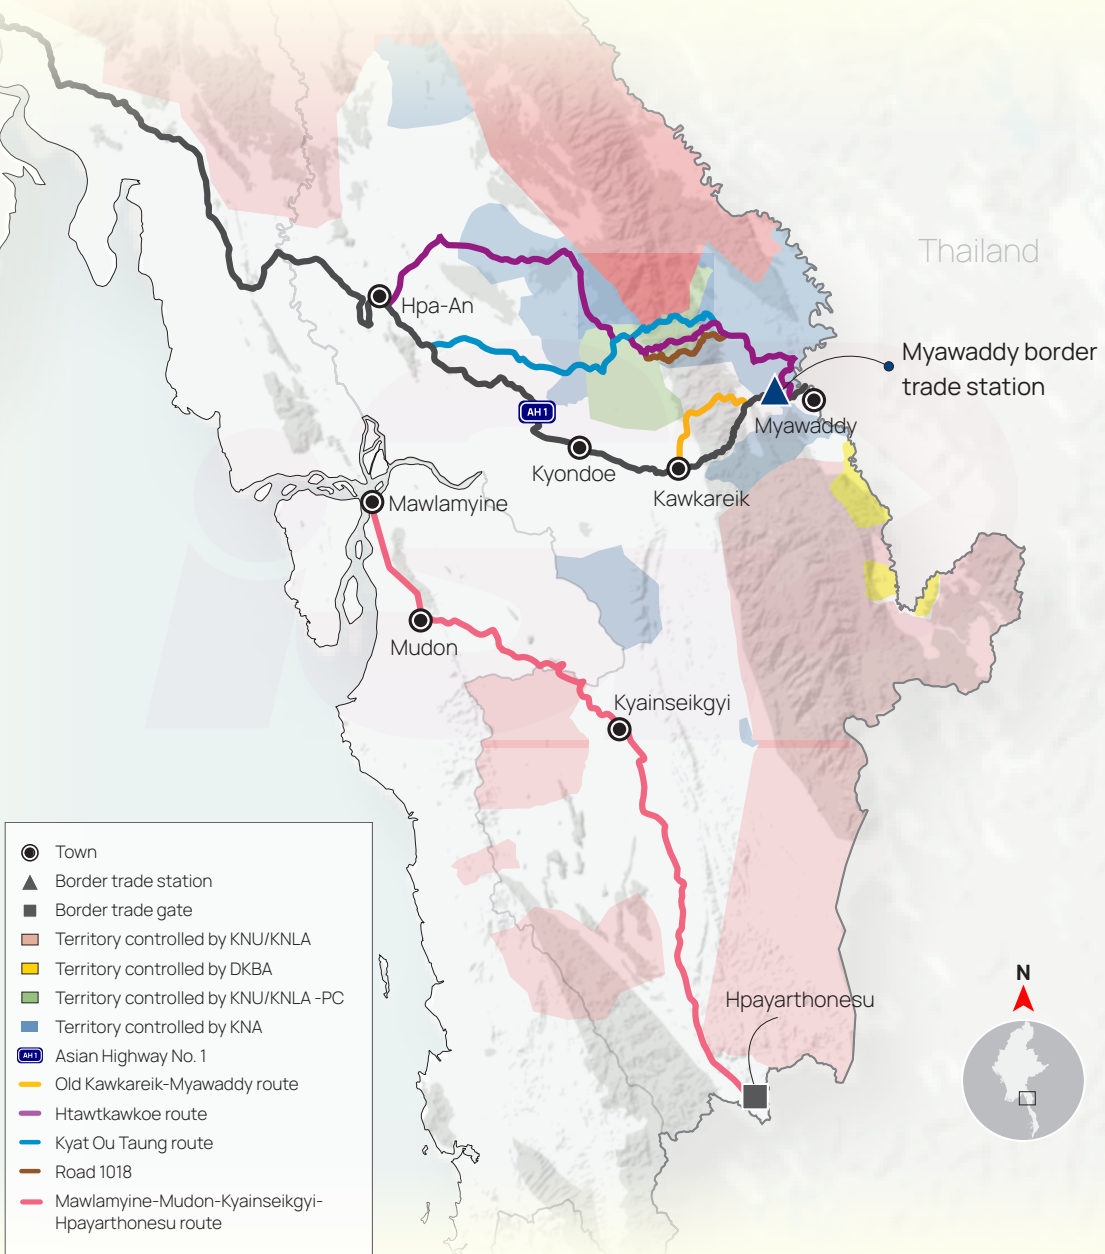 Thailand
Hpa-An
Myawaddy border
trade station
AH 1
Myawaddy
Kyondoe
Kawkareik
Mawlamyine
Mudon
Kyainseikgyi
Hpayarthonesu
N
Town
Border trade station
Border trade gate
Territory controlled by KNU/KNLA
Territory controlled by DKBA
Territory controlled by KNU/KNLA -PC
Territory controlled by KNA
AH 1 Asian Highway No. 1
Old Kawkareik-Myawaddy route
Htawtkawkoe route
Kyat Ou Taung route
Road 1018
Mawlamyine-Mudon-Kyainseikgyi-
Hpayarthonesu route